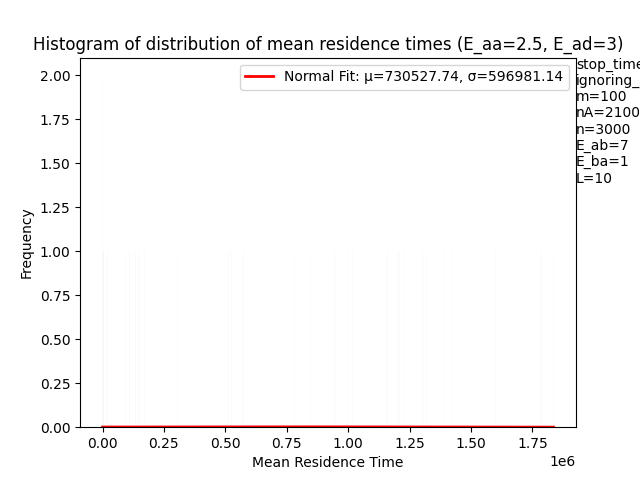 Histogram of distribution of mean residence times (E_aa=2.5, E_ad=3)
Normal Fit: μ=730527.74, σ=596981.14
stop_time
ignoring_
m=100
nA=2100
n=3000
E_ab=7
E_ba=1
L=10
Frequency
2.00
1.75
1.50
1.25
1.00
0.75
0.50
0.25
0.00
0.00 0.25 0.50 0.75 1.00 1.25 1.50 1.75
1e6
Mean Residence Time